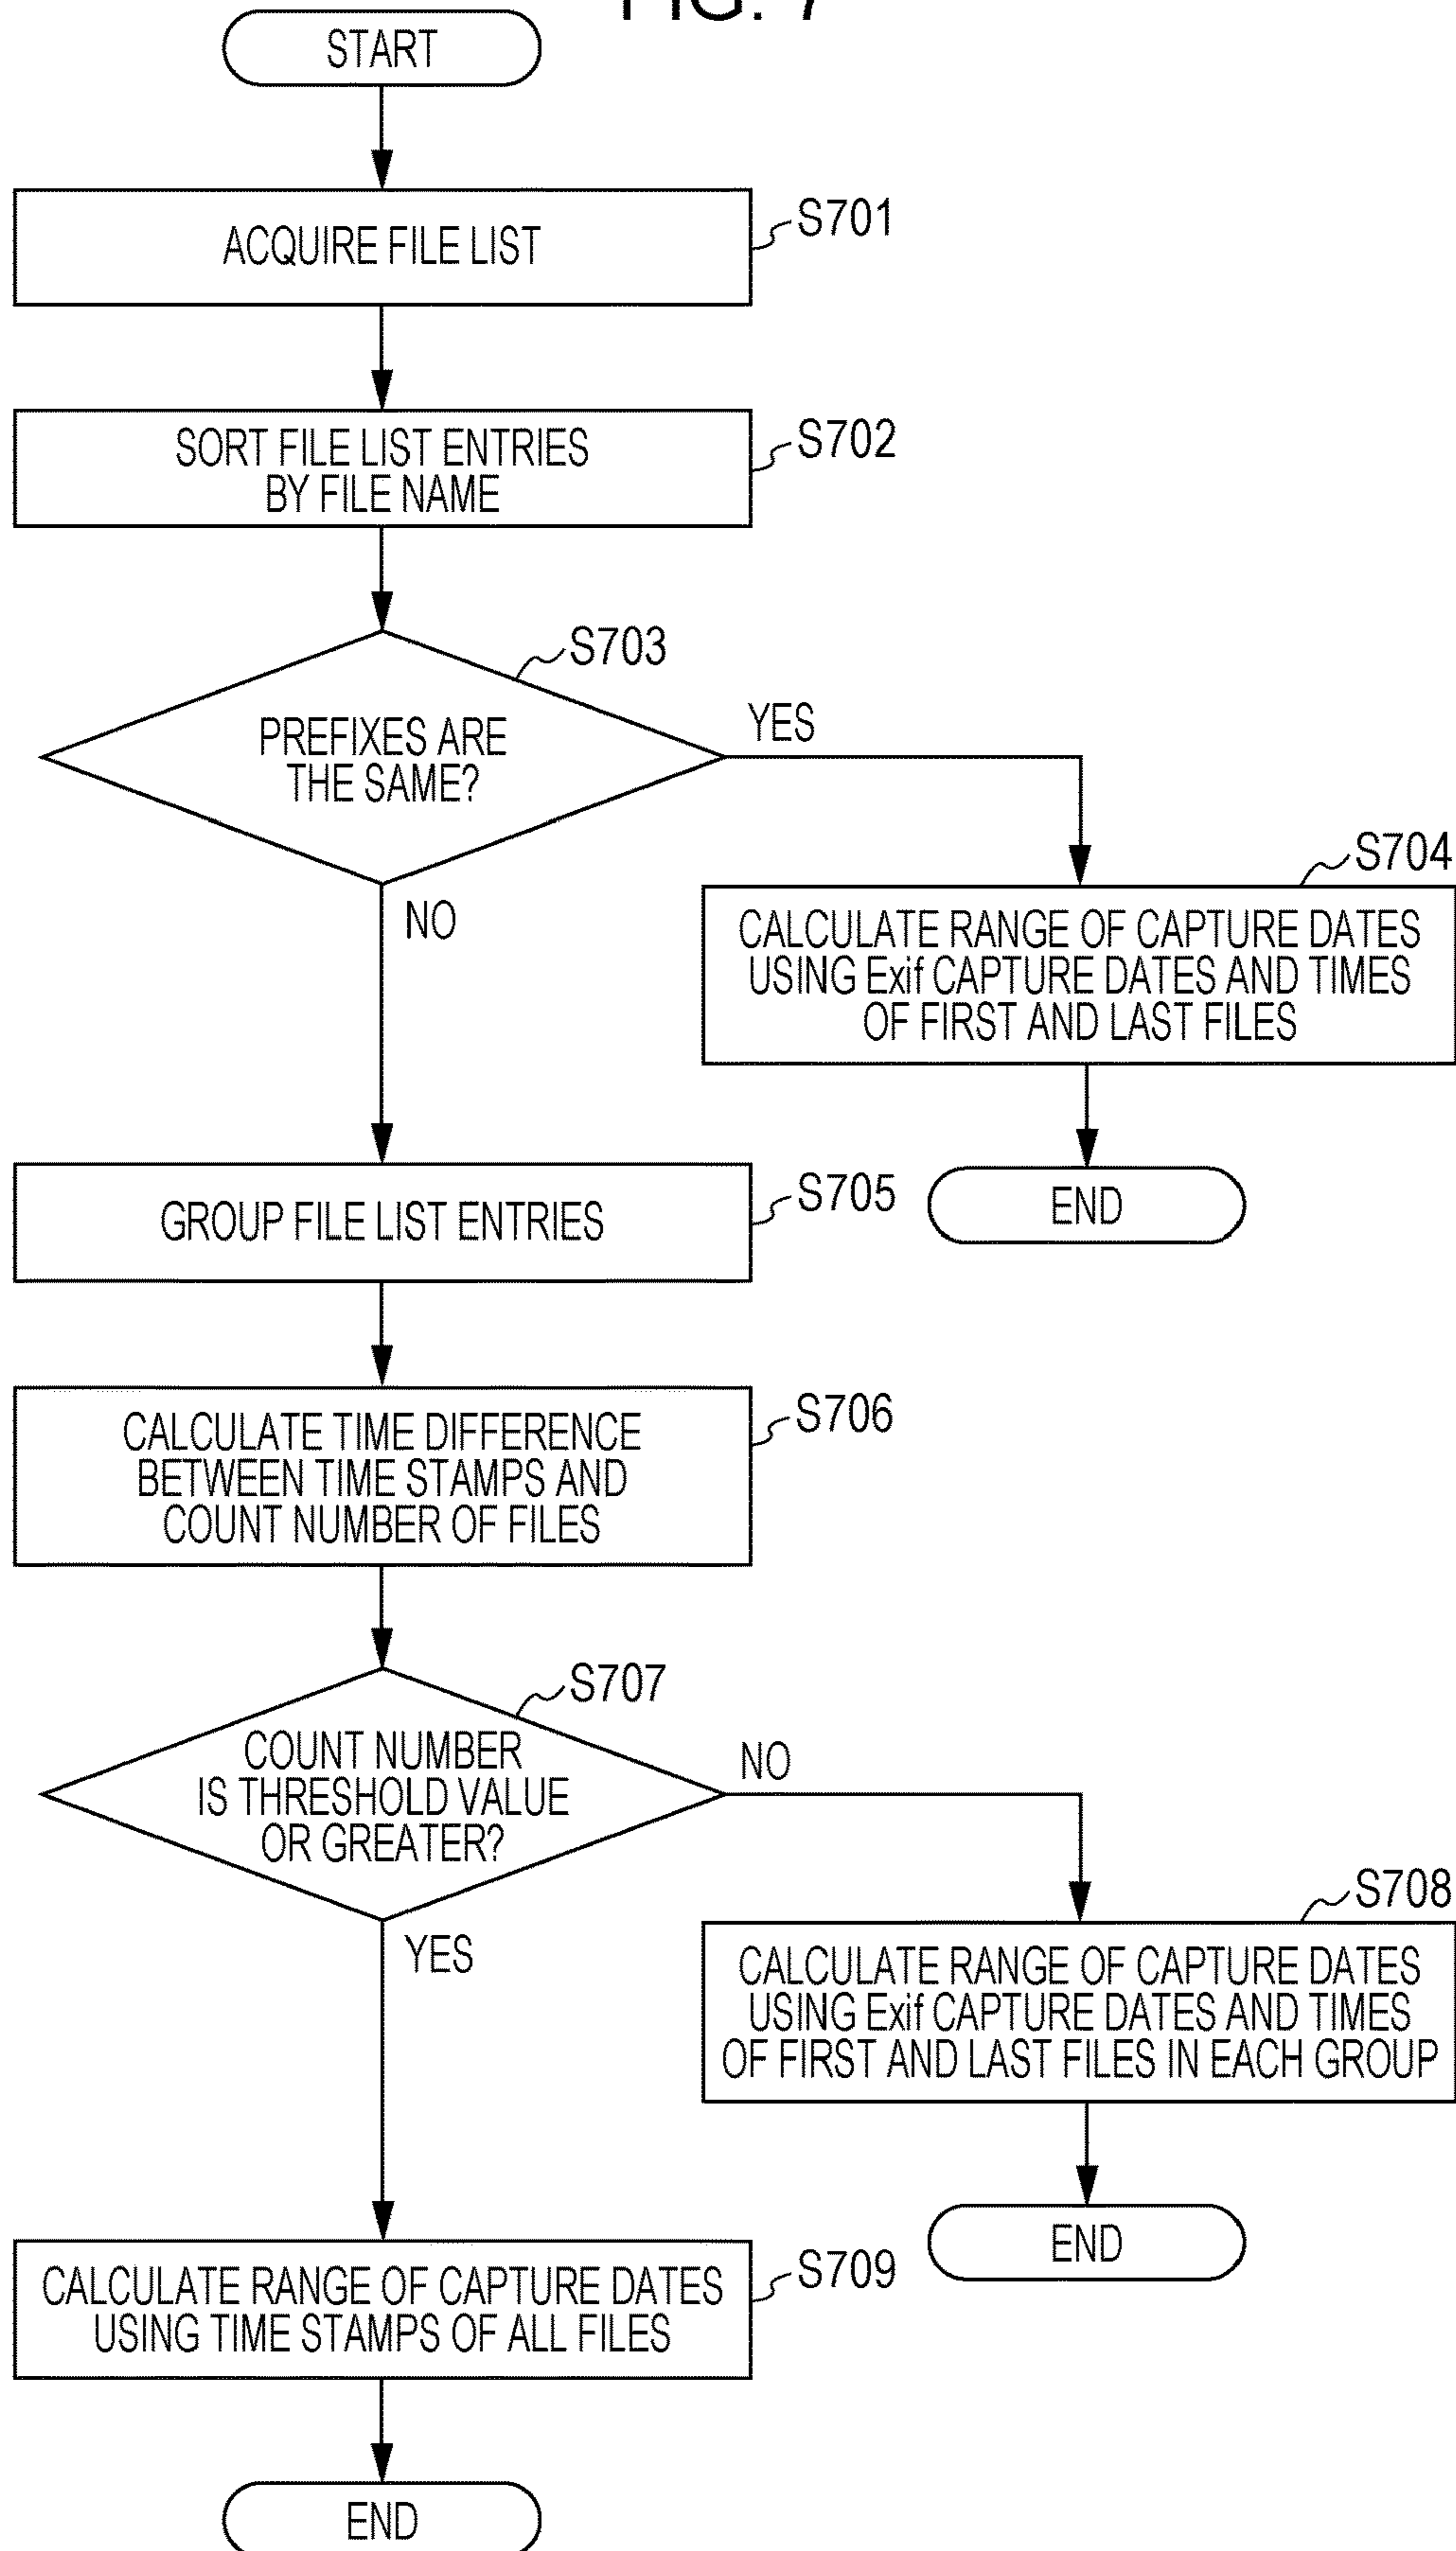 FIG. 7
START
ACQUIRE FILE LIST
S701
SORT FILE LIST ENTRIES
BY FILE NAME
S702
S703
PREFIXES ARE
THE SAME?
YES
NO
S704
CALCULATE RANGE OF CAPTURE DATES
USING Exif CAPTURE DATES AND TIMES
OF FIRST AND LAST FILES
END
GROUP FILE LIST ENTRIES
S705
CALCULATE TIME DIFFERENCE
BETWEEN TIME STAMPS AND
COUNT NUMBER OF FILES
S706
S707
COUNT NUMBER
IS THRESHOLD VALUE
OR GREATER?
NO
YES
S708
CALCULATE RANGE OF CAPTURE DATES
USING Exif CAPTURE DATES AND TIMES
OF FIRST AND LAST FILES IN EACH GROUP
END
CALCULATE RANGE OF CAPTURE DATES
USING TIME STAMPS OF ALL FILES
S709
END